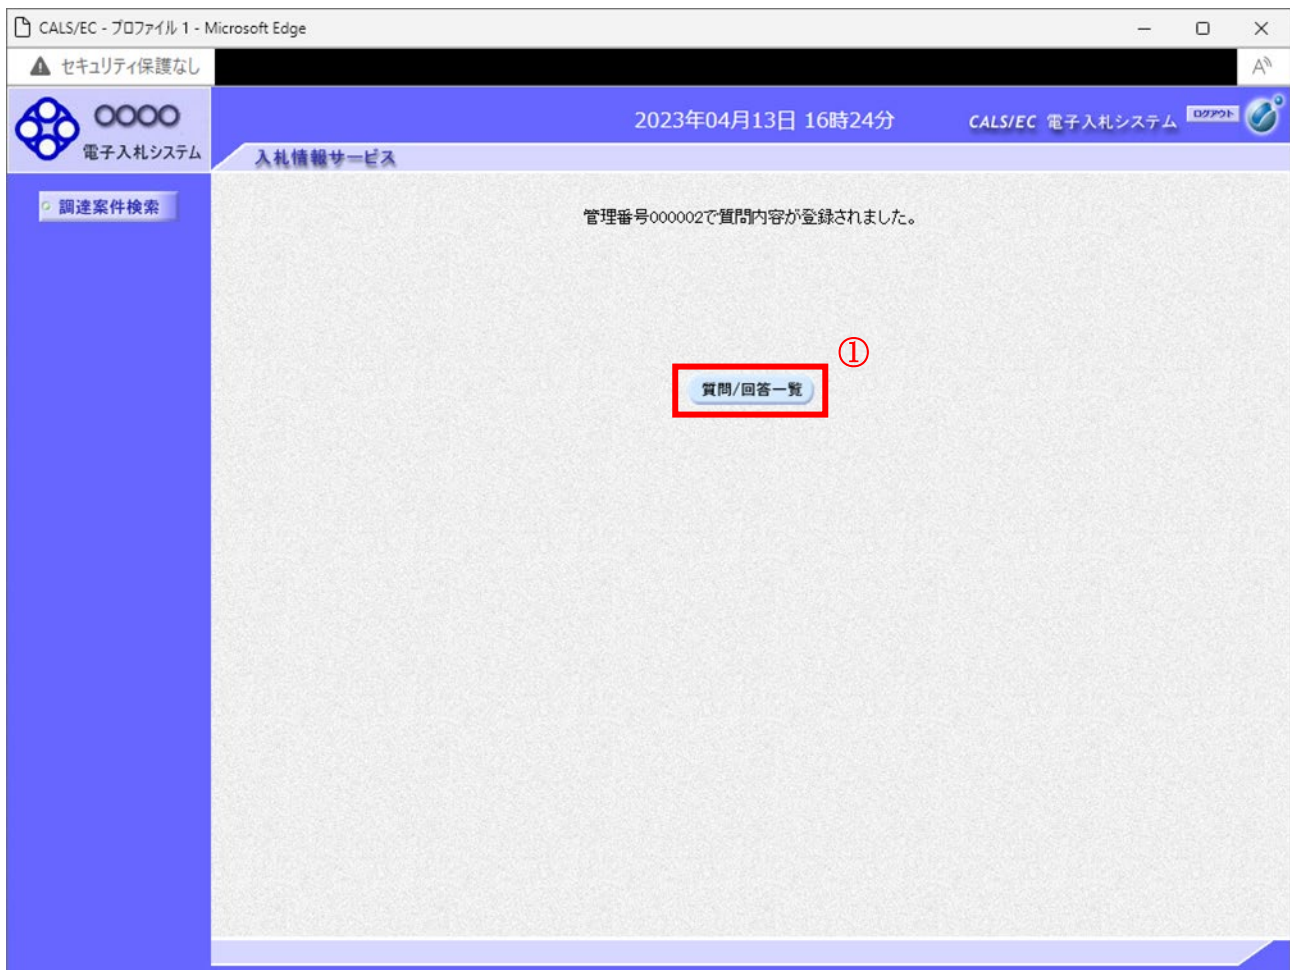 CALS/EC - プロファイル 1 - Microsoft Edge
セキュリティ保護なし
A
〇〇〇〇
電子入札システム
2023年04月13日 16時24分
CALS/EC 電子入札システム
ログアウト
入札情報サービス
調達案件検索
管理番号000002で質問内容が登録されました。
①
質問/回答一覧